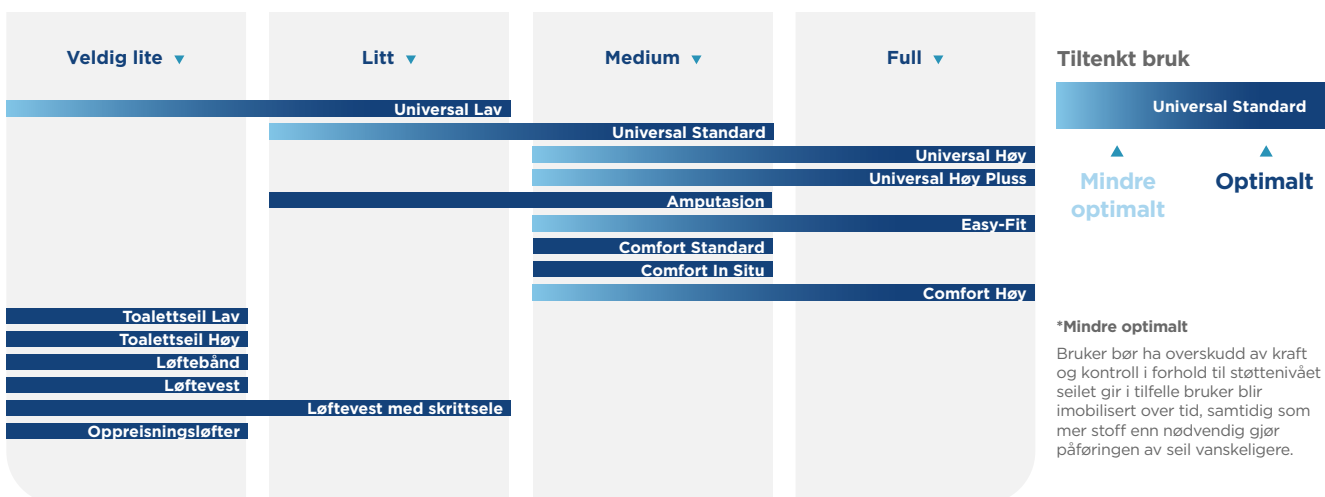 Veldig lite ▼
Litt ▼
Medium ▼
Full ▼
Universal Lav
Universal Standard
Universal Høy
Universal Høy Pluss
Amputasjon
Easy-Fit
Comfort Standard
Comfort In Situ
Comfort Høy
Toalettseil Lav
Toalettseil Høy
Løftebånd
Løftevest
Løftevest med skrittsele
Oppreisningsløfter
Tiltenkt bruk
Universal Standard
Mindre
optimalt
Optimalt
*Mindre optimalt
Bruker bør ha overskudd av kraft
og kontroll i forhold til støttenivået
seilet gir i tilfelle bruker blir
imobilisert over tid, samtidig som
mer stoff enn nødvendig gjør
påføringen av seil vanskeligere.